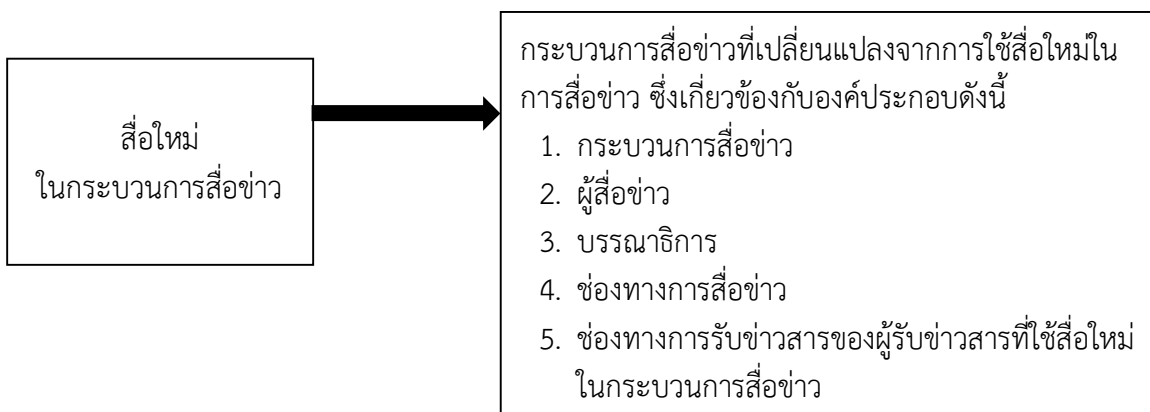 สื่อใหม่
ในกระบวนการสื่อข่าว
กระบวนการสื่อข่าวที่เปลี่ยนแปลงจากการใช้สื่อใหม่ใน
การสื่อข่าว ซึ่งเกี่ยวข้องกับองค์ประกอบดังนี้
1. กระบวนการสื่อข่าว
2. ผู้สื่อข่าว
3. บรรณาธิการ
4. ช่องทางการสื่อข่าว
5. ช่องทางการรับข่าวสารของผู้รับข่าวสารที่ใช้สื่อใหม่
ในกระบวนการสื่อข่าว